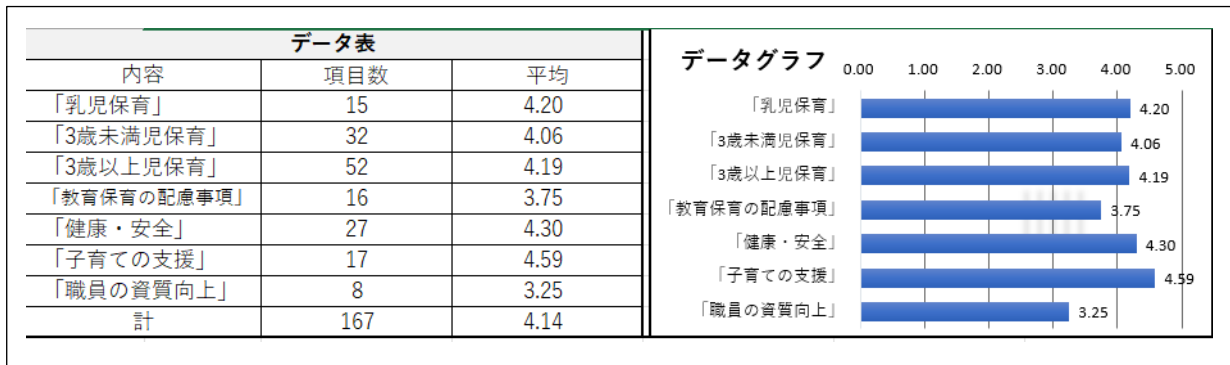 データ表
内容 項目数 平均
「乳児保育」 15 4.20
「3歳未満児保育」 32 4.06
「3歳以上児保育」 52 4.19
「教育保育の配慮事項」 16 3.75
「健康・安全」 27 4.30
「子育ての支援」 17 4.59
「職員の資質向上」 8 3.25
計 167 4.14
データグラフ
0.00 1.00 2.00 3.00 4.00 5.00
「乳児保育」 4.20
「3歳未満児保育」 4.06
「3歳以上児保育」 4.19
「教育保育の配慮事項」 3.75
「健康・安全」 4.30
「子育ての支援」 4.59
「職員の資質向上」 3.25